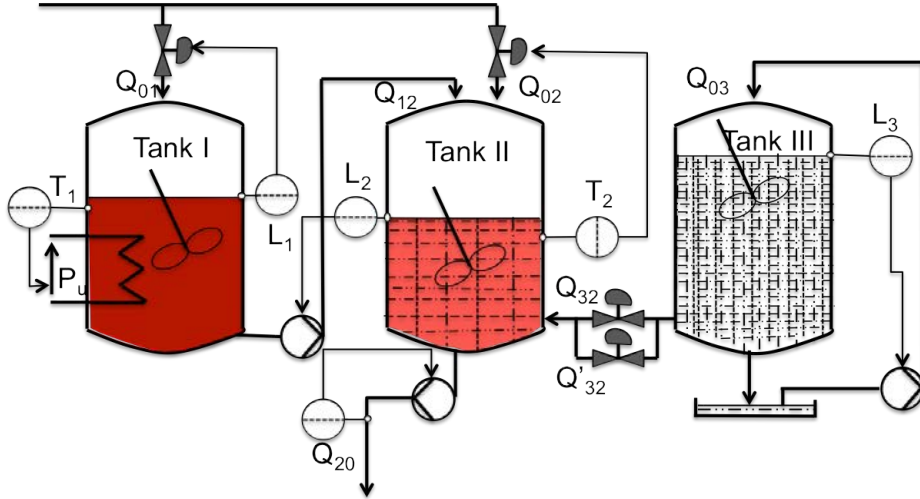 Q01
Q12
Q02
Q03
Tank I
Tank II
Tank III
L3
T1
L2
T2
L1
Pu
Q32
Q'32
Q20